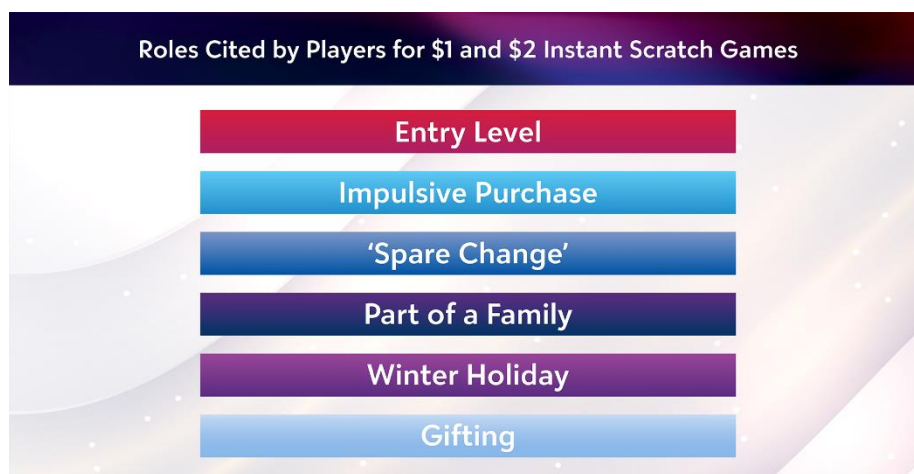 Roles Cited by Players for $1 and $2 Instant Scratch Games
Entry Level
Impulsive Purchase
‘Spare Change’
Part of a Family
Winter Holiday
Gifting